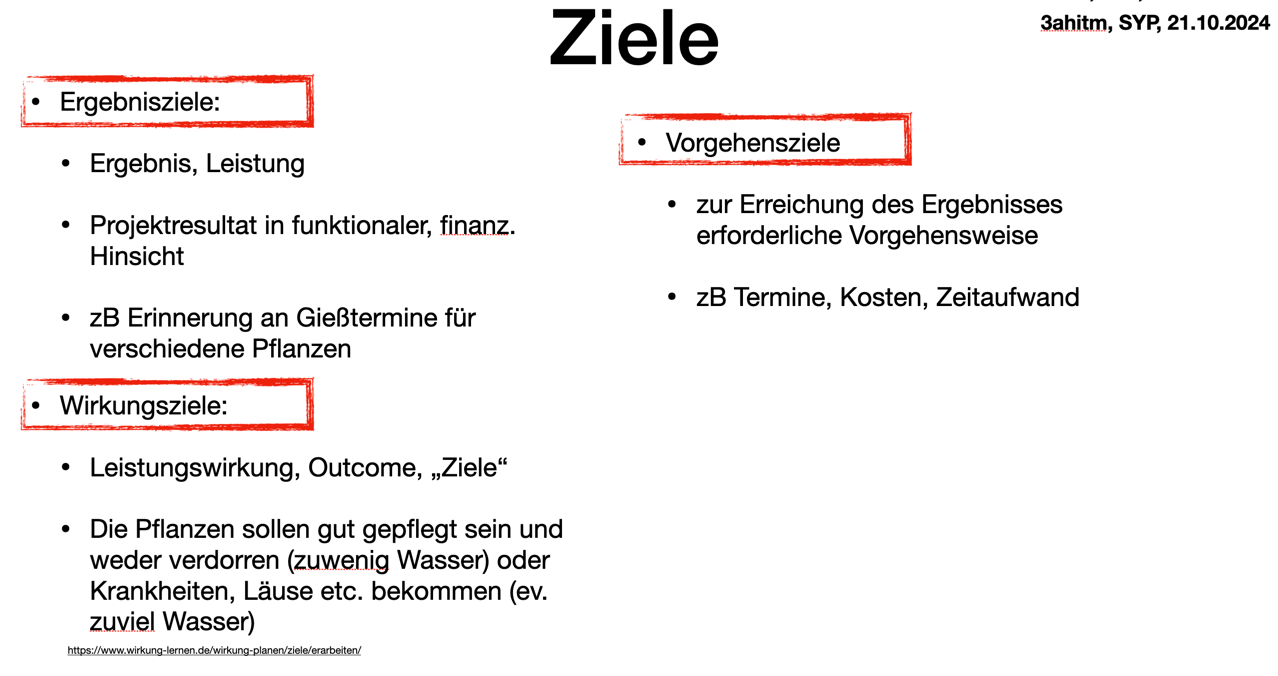 Ziele
3ahitm, SYP, 21.10.2024
• Ergebnisziele:
• Ergebnis, Leistung
• Projektresultat in funktionaler, finanz.
Hinsicht
• zB Erinnerung an Gießtermine für
verschiedene Pflanzen
• Wirkungsziele:
• Leistungswirkung, Outcome, „Ziele“
• Die Pflanzen sollen gut gepflegt sein und
weder verdorren (zuwenig Wasser) oder
Krankheiten, Läuse etc. bekommen (ev.
zuviel Wasser)
https://www.wirkung-lernen.de/wirkung-planen/ziele/erarbeiten/
• Vorgehensziele
• zur Erreichung des Ergebnisses
erforderliche Vorgehensweise
• zB Termine, Kosten, Zeitaufwand